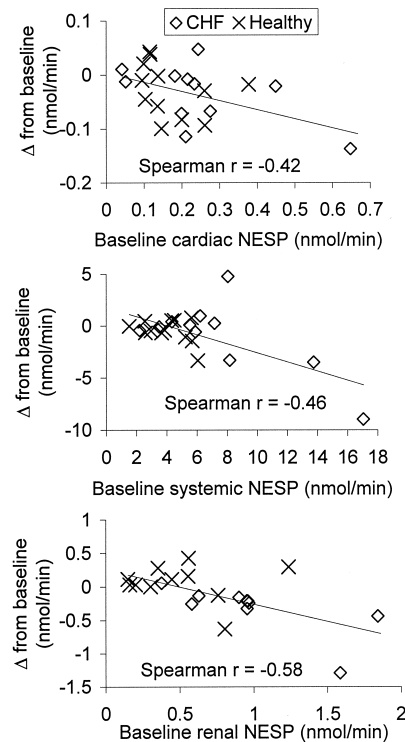 ◇ CHF × Healthy
Δ from baseline
(nmol/min)
0.1
0
-0.1
-0.2
Spearman r = -0.42
0 0.1 0.2 0.3 0.4 0.5 0.6 0.7
Baseline cardiac NESP (nmol/min)
Δ from baseline
(nmol/min)
5
0
-5
-10
Spearman r = -0.46
0 2 4 6 8 10 12 14 16 18
Baseline systemic NESP (nmol/min)
Δ from baseline
(nmol/min)
1
0.5
0
-0.5
-1
-1.5
Spearman r = -0.58
0 0.5 1 1.5 2
Baseline renal NESP (nmol/min)